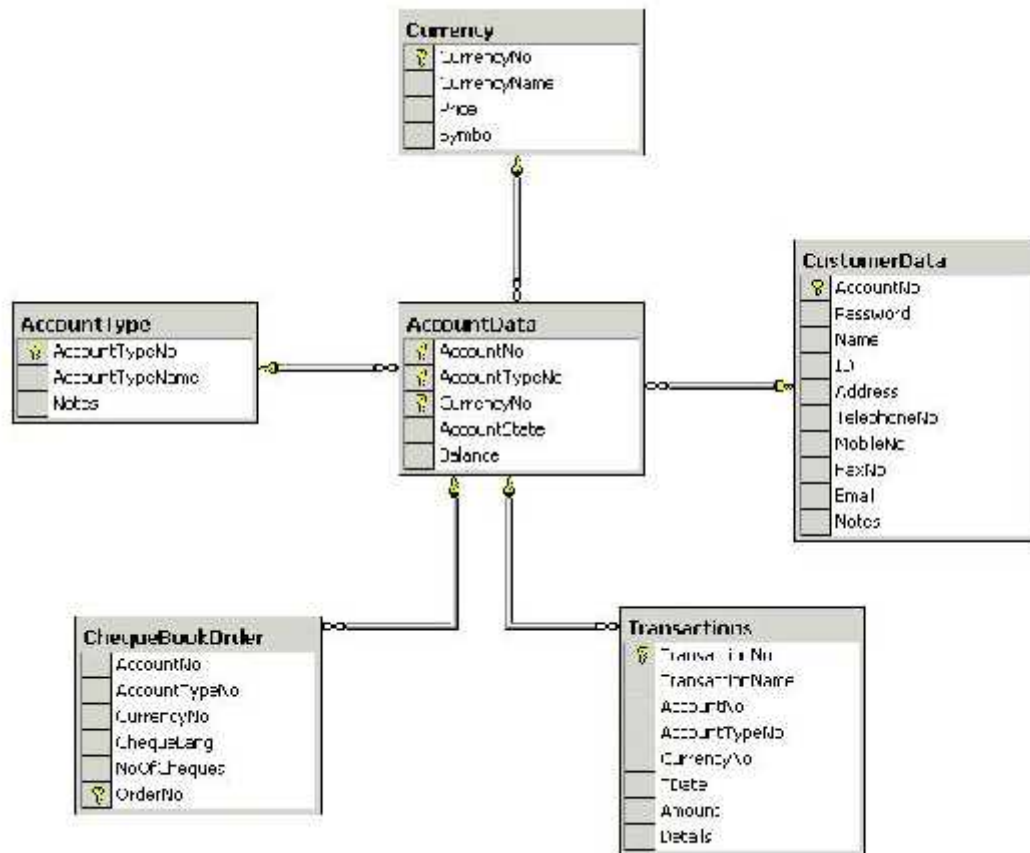 Currency
CurrencyNo
CurrencyName
Price
Symbol
CustomerData
AccountNo
Password
Name
ID
Address
TelephoneNo
MobileNo
FaxNo
Email
Notes
AccountType
AccountTypeNo
AccountTypeName
Notes
AccountData
AccountNo
AccountTypeNo
CurrencyNo
AccountState
Balance
ChequeBookOrder
AccountNo
AccountTypeNo
CurrencyNo
ChequeLang
NoOfCheques
OrderNo
Transactions
TransactionNo
TransactionName
AccountNo
AccountTypeNo
CurrencyNo
TDate
Amount
Details